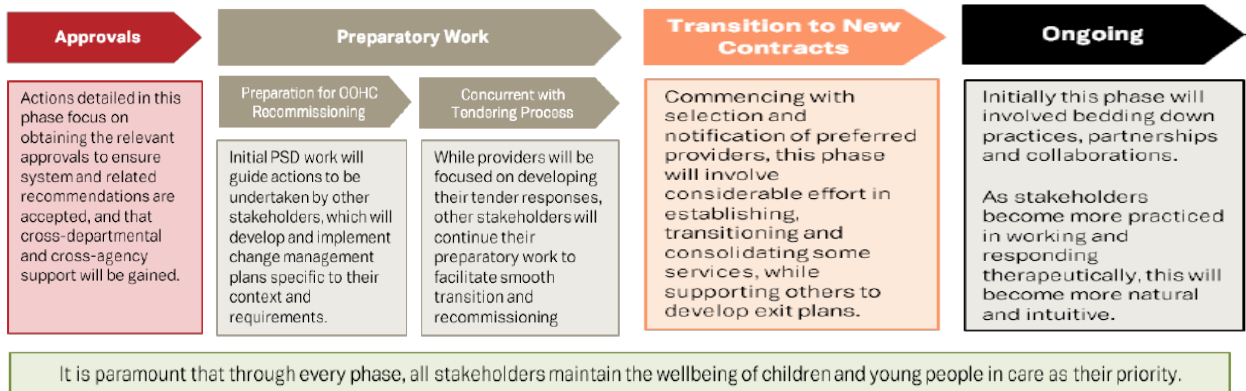 Approvals
Preparatory Work
Transition to New
Contracts
Ongoing
Actions detailed in this
phase focus on
obtaining the relevant
approvals to ensure
system and related
recommendations are
accepted, and that
cross-departmental
and cross-agency
support will be gained.
Preparation for OOHC
Recommissioning
Initial PSD work will
guide actions to be
undertaken by other
stakeholders, which will
develop and implement
change management
plans specific to their
context and
requirements.
Concurrent with
Tendering Process
While providers will be
focused on developing
their tender responses,
other stakeholders will
continue their
preparatory work to
facilitate smooth
transition and
recommissioning
Commencing with
selection and
notification of preferred
providers, this phase
will involve
considerable effort in
establishing,
transitioning and
consolidating some
services, while
supporting others to
develop exit plans.
Initially this phase will
involved bedding down
practices, partnerships
and collaborations.
As stakeholders
become more practiced
in working and
responding
therapeutically, this will
become more natural
and intuitive.
It is paramount that through every phase, all stakeholders maintain the wellbeing of children and young people in care as their priority.